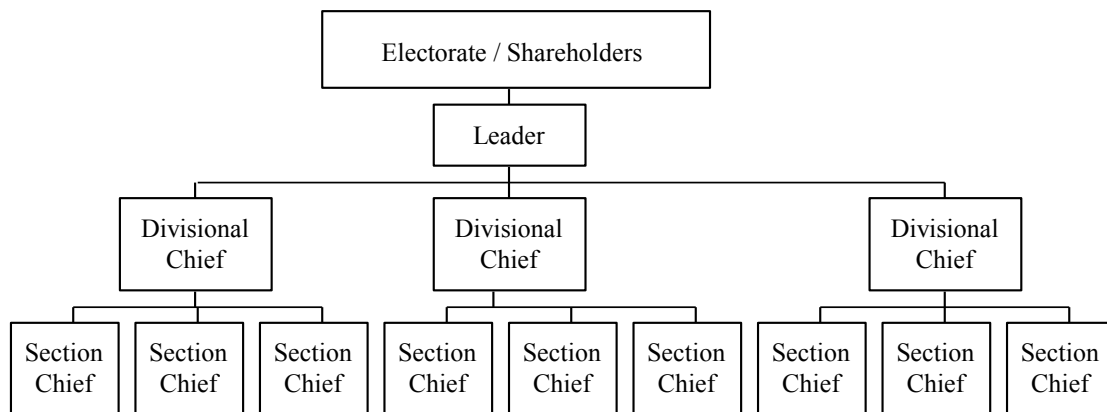 Electorate / Shareholders
Leader
Divisional
Chief
Divisional
Chief
Divisional
Chief
Section
Chief
Section
Chief
Section
Chief
Section
Chief
Section
Chief
Section
Chief
Section
Chief
Section
Chief
Section
Chief